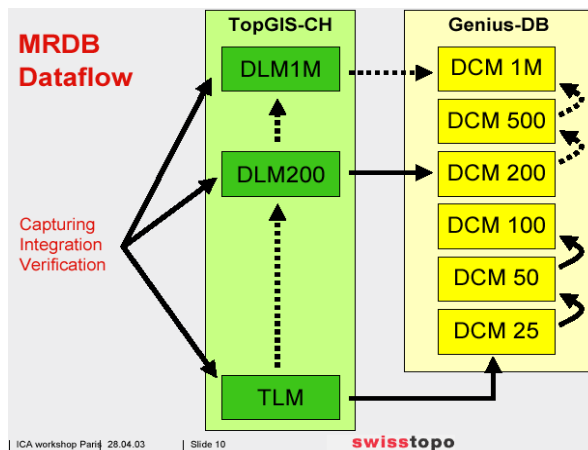 MRDB
Dataflow
TopGIS-CH
Genius-DB
DLM1M
DCM 1M
DCM 500
DLM200
DCM 200
Capturing
Integration
Verification
DCM 100
DCM 50
DCM 25
TLM
ICA workshop Paris 28.04.03
Slide 10
swisstopo